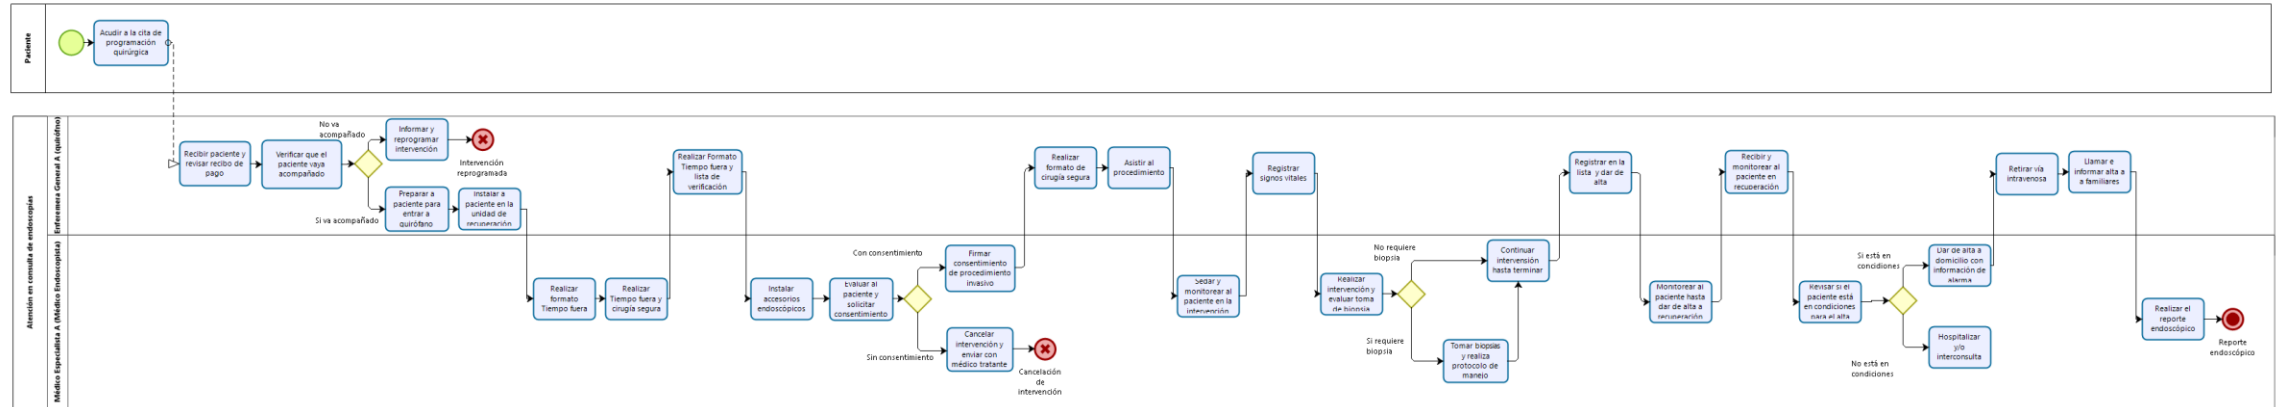 Paciente
Acudir a la cita de
programación
quirúrgica
Atención en consulta de endoscopias
Enferemera General A (quirófno)
Médico Especialista A (Médico Endoscopista)
Recibir paciente y
revisar recibo de
pago
Verificar que el
paciente vaya
acompañado
No va
acompañado
Informar y
reprogramar
intervención
Intervención
reprogramada
Si va acompañado
Preparar a
paciente para
entrar a
quirófano
Instalar a
paciente en la
unidad de
recuperación
Realizar
formato
Tiempo fuera
Realizar
Tiempo fuera y
cirugía segura
Realizar Formato
Tiempo fuera y
lista de
verificación
Instalar
accesorios
endoscópicos
Evaluar al
paciente y
solicitar
consentimiento
Con consentimiento
Firmar
consentimiento
de procedimiento
invasivo
Sin consentimiento
Cancelar
intervención y
enviar con
médico tratante
Cancelación
de
intervención
Realizar
formato de
cirugía segura
Asistir al
procedimiento
Sedar y
monitorear al
paciente en la
intervención
Registrar
signos vitales
Realizar
intervención y
evaluar toma
de biopsia
No requiere
biopsia
Si requiere
biopsia
Continuar
intervensión
hasta terminar
Tomar biopsias
y realiza
protocolo de
manejo
Registrar en la
lista y dar de
alta
Monitorear al
paciente hasta
dar de alta a
recuperación
Recibir y
monitorear al
paciente en
recuperación
Revisar si el
paciente está
en condiciones
para el alta
Si está en
concidiones
Dar de alta a
domicilio con
información de
alarma
No está en
condiciones
Hospitalizar
y/o
interconsulta
Retirar vía
intravenosa
Llamar e
informar alta a
a familiares
Realizar el
reporte
endoscópico
Reporte
endoscópico